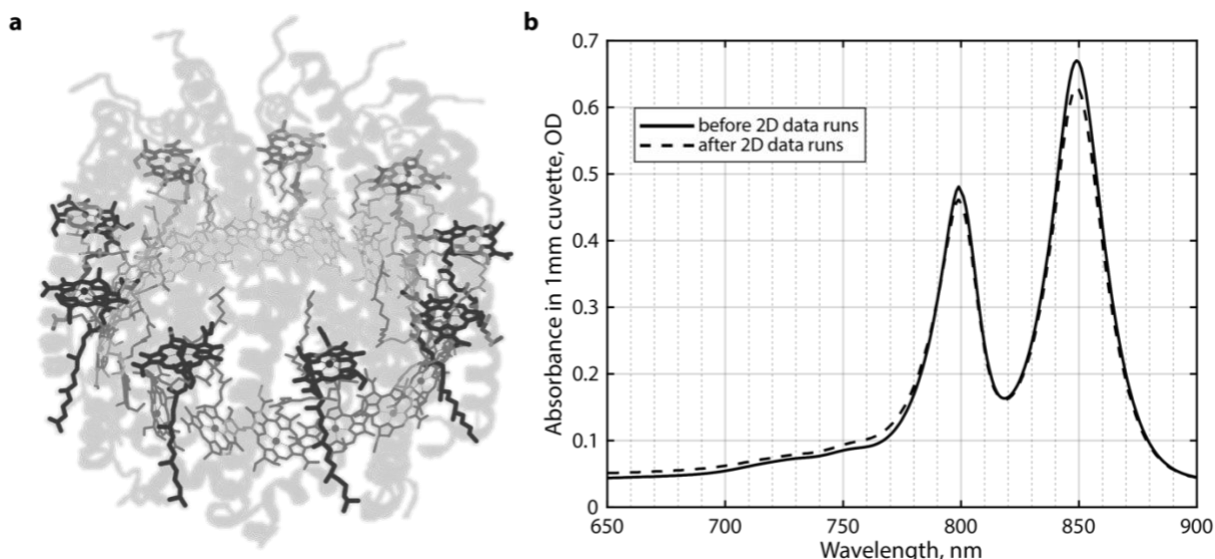 a
b
0.7
0.6
0.5
0.4
0.3
0.2
0.1
0
Absorbance in 1mm cuvette, OD
before 2D data runs
after 2D data runs
650 700 750 800 850 900
Wavelength, nm